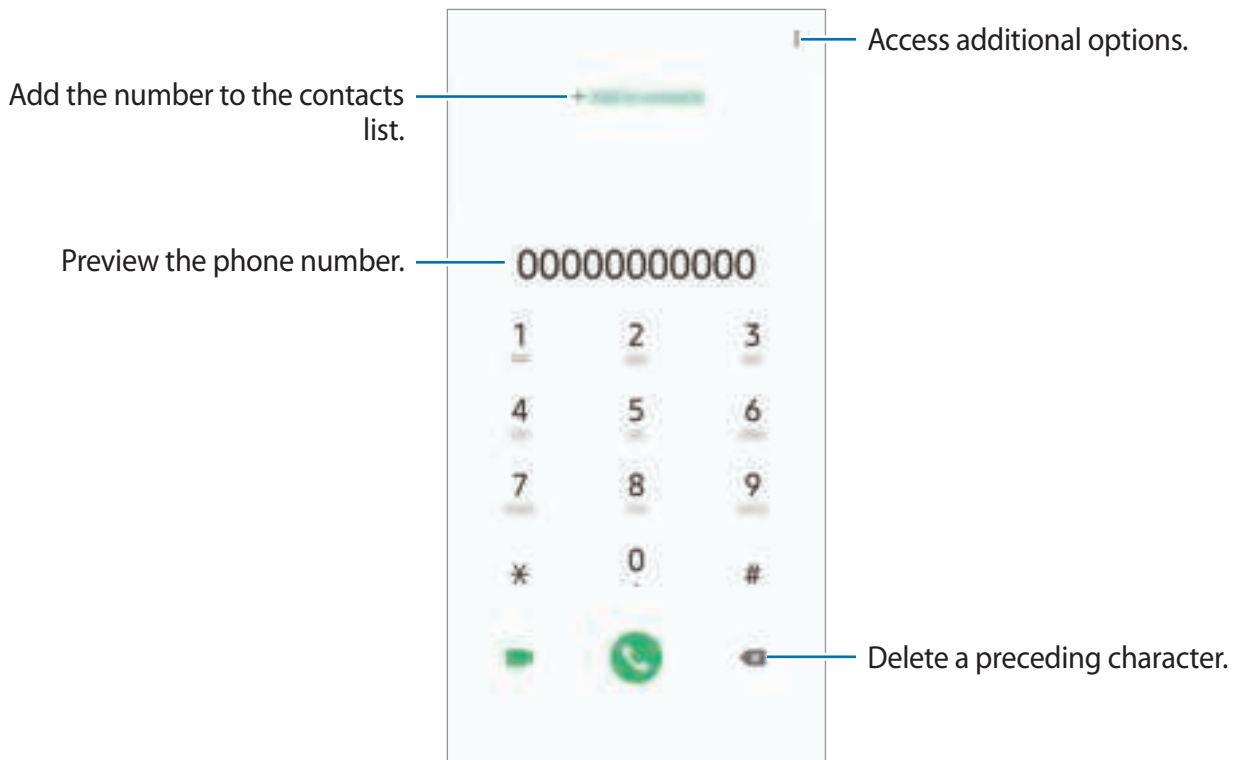 Access additional options.
Add the number to the contacts
list.
Preview the phone number.
00000000000
1 2 3
4 5 6
7 8 9
* 0 #
Delete a preceding character.